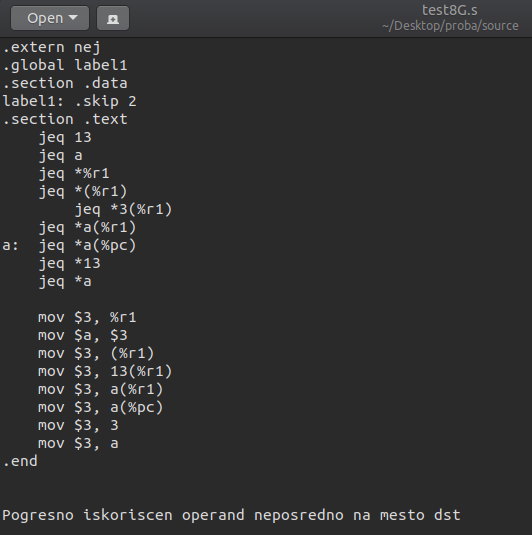 Open
test8G.s
~/Desktop/proba/source
.extern nej
.global label1
.section .data
label1: .skip 2
.section .text
    jeq 13
    jeq a
    jeq *%r1
    jeq *(%r1)
        jeq *3(%r1)
    jeq *a(%r1)
a:  jeq *a(%pc)
    jeq *13
    jeq *a

    mov $3, %r1
    mov $a, $3
    mov $3, (%r1)
    mov $3, 13(%r1)
    mov $3, a(%r1)
    mov $3, a(%pc)
    mov $3, 3
    mov $3, a
.end

Pogresno iskoriscen operand neposredno na mesto dst